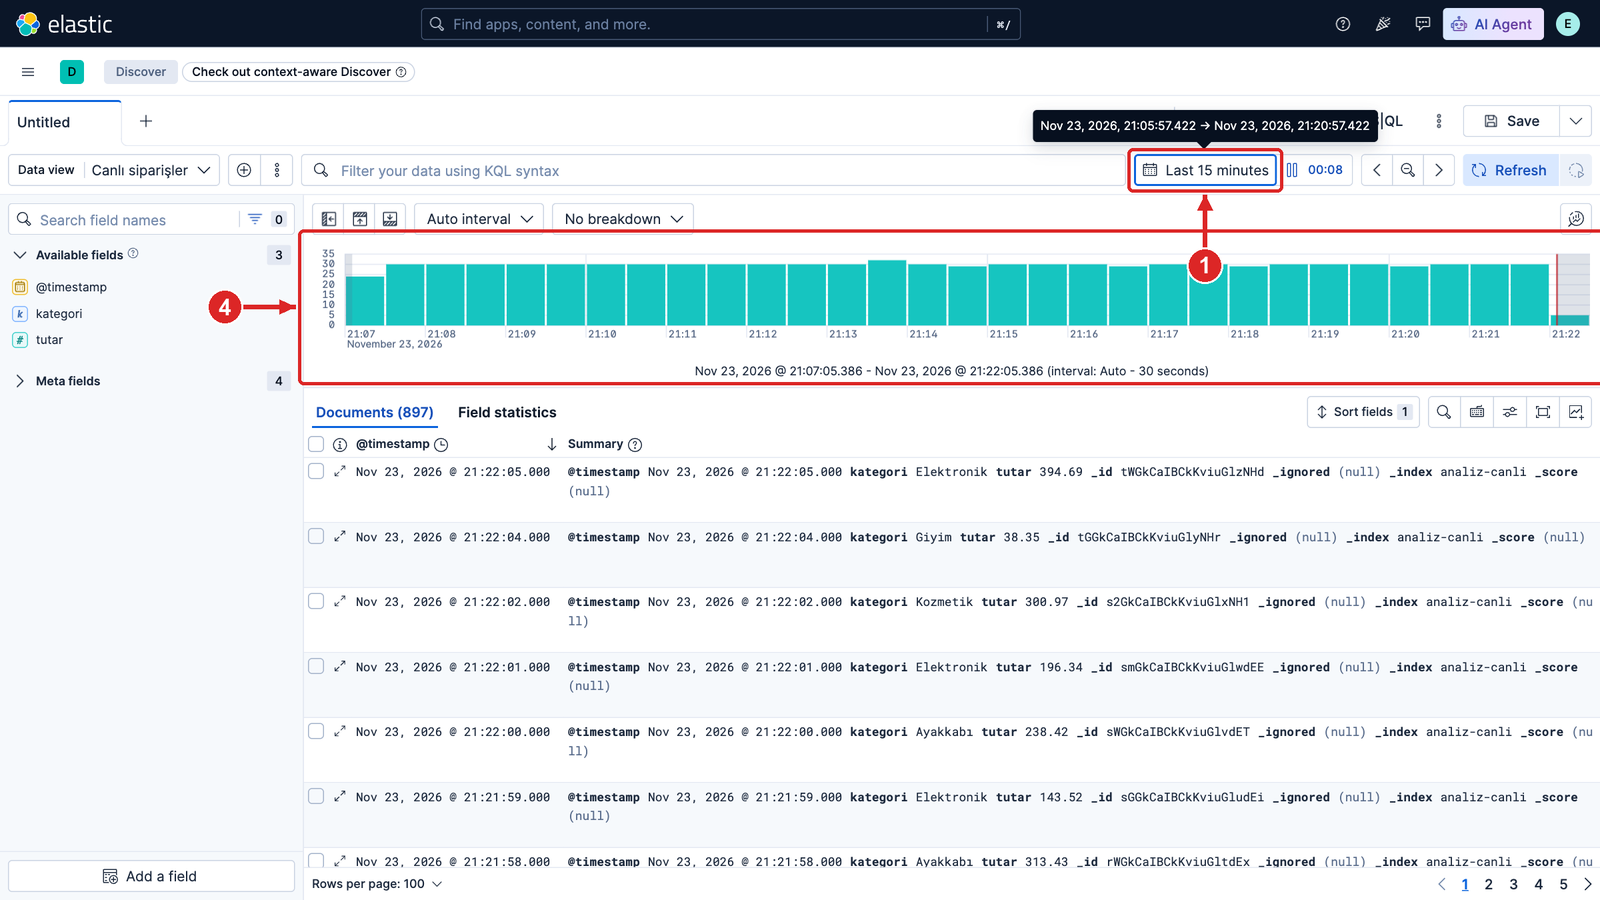 elastic
Find apps, content, and more.
⌘/
AI Agent
E
D
Discover
Check out context-aware Discover
Untitled
Nov 23, 2026, 21:05:57.422 → Nov 23, 2026, 21:20:57.422
QL
Save
Data view
Canlı siparişler
Filter your data using KQL syntax
Last 15 minutes
00:08
Refresh
Search field names
0
Auto interval
No breakdown
Available fields
3
@timestamp
k kategori
# tutar
Meta fields
4
1
4
35
30
25
20
15
10
5
0
21:07 21:08 21:09 21:10 21:11 21:12 21:13 21:14 21:15 21:16 21:17 21:18 21:19 21:20 21:21 21:22
November 23, 2026
Nov 23, 2026 @ 21:07:05.386 - Nov 23, 2026 @ 21:22:05.386 (interval: Auto - 30 seconds)
Documents (897)
Field statistics
Sort fields 1
@timestamp
Summary
Nov 23, 2026 @ 21:22:05.000 @timestamp Nov 23, 2026 @ 21:22:05.000 kategori Elektronik tutar 394.69 _id tWGkCaIBCkKviuGlzNHd _ignored (null) _index analiz-canli _score
(null)
Nov 23, 2026 @ 21:22:04.000 @timestamp Nov 23, 2026 @ 21:22:04.000 kategori Giyim tutar 38.35 _id tGGkCaIBCkKviuGlyNHr _ignored (null) _index analiz-canli _score (null)
Nov 23, 2026 @ 21:22:02.000 @timestamp Nov 23, 2026 @ 21:22:02.000 kategori Kozmetik tutar 300.97 _id s2GkCaIBCkKviuGlxNH1 _ignored (null) _index analiz-canli _score (nu
ll)
Nov 23, 2026 @ 21:22:01.000 @timestamp Nov 23, 2026 @ 21:22:01.000 kategori Elektronik tutar 196.34 _id smGkCaIBCkKviuGlwdEE _ignored (null) _index analiz-canli _score
(null)
Nov 23, 2026 @ 21:22:00.000 @timestamp Nov 23, 2026 @ 21:22:00.000 kategori Ayakkabı tutar 238.42 _id sWGkCaIBCkKviuGlvdET _ignored (null) _index analiz-canli _score (nu
ll)
Nov 23, 2026 @ 21:21:59.000 @timestamp Nov 23, 2026 @ 21:21:59.000 kategori Elektronik tutar 143.52 _id sGGkCaIBCkKviuGludEi _ignored (null) _index analiz-canli _score
(null)
Nov 23, 2026 @ 21:21:58.000 @timestamp Nov 23, 2026 @ 21:21:58.000 kategori Ayakkabı tutar 313.43 _id rWGkCaIBCkKviuGltdEx _ignored (null) _index analiz-canli _score (nu
Add a field
Rows per page: 100
1 2 3 4 5